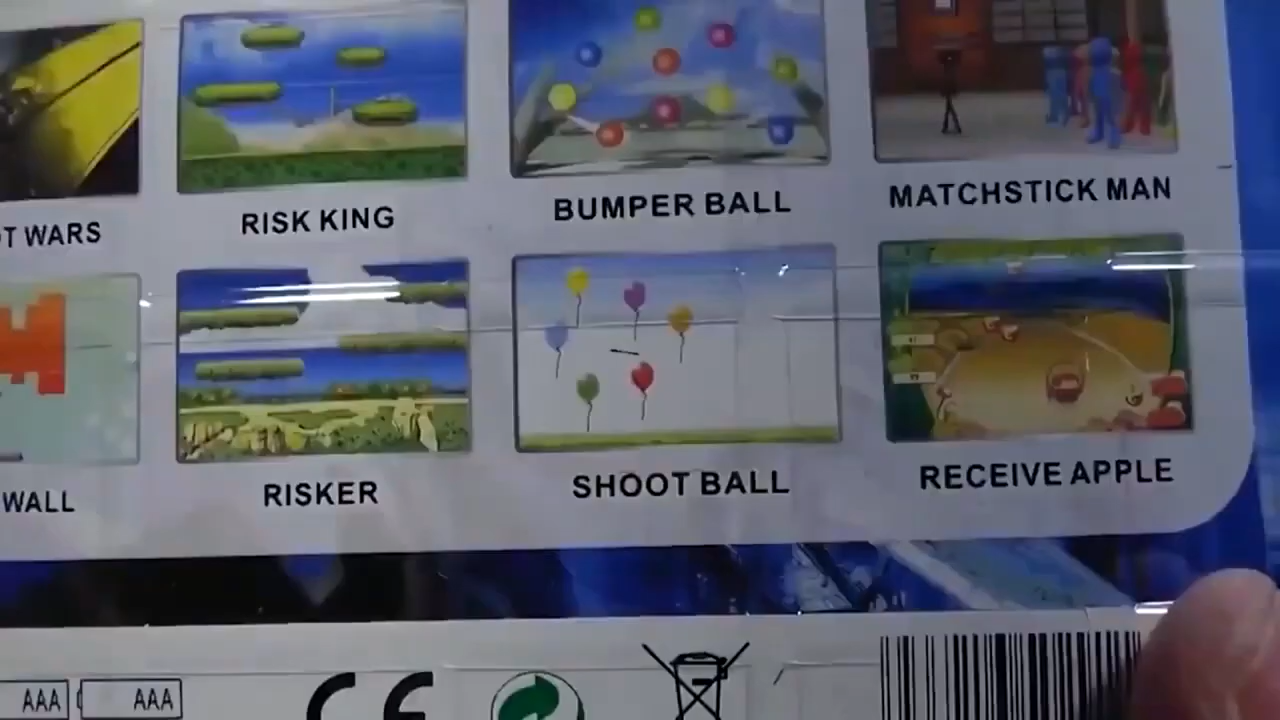 T WARS
RISK KING
BUMPER BALL
MATCHSTICK MAN
WALL
RISKER
SHOOT BALL
RECEIVE APPLE
AAA
AAA
CE